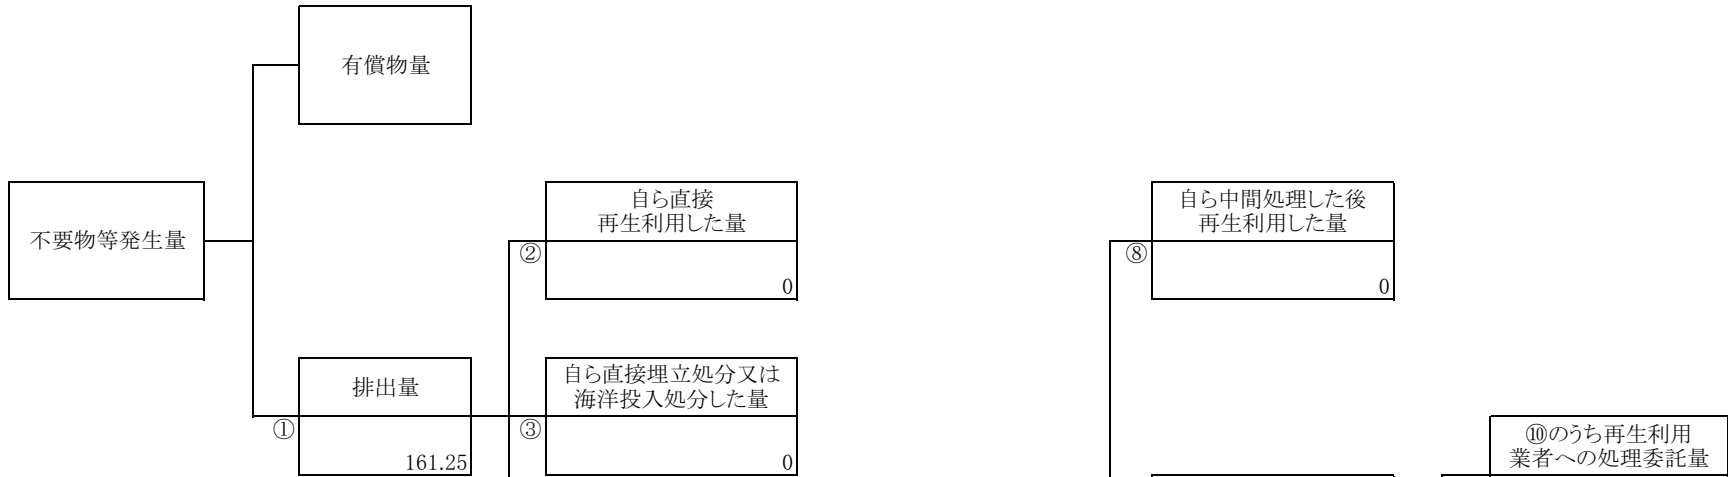 有償物量
不要物等発生量
自ら直接
再生利用した量
②
0
自ら中間処理した後
再生利用した量
⑧
0
排出量
①
161.25
自ら直接埋立処分又は
海洋投入処分した量
③
0
⑩のうち再生利用
業者への処理委託量